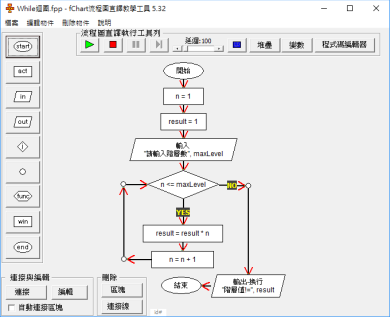 While迴圈.fpp - fChart流程圖直譯教學工具 5.32
檔案 編輯物件 刪除物件 說明
流程圖直譯執行工具列
延遲:100
堆疊
變數
程式碼編輯器
start
act
in
out
i
func
win
end
開始
n = 1
result = 1
輸入
"請輸入階層數", maxLevel
n <= maxLevel
NO
YES
result = result * n
n = n + 1
結束
輸出-換行
"階層值!=", result
連接與編輯
連接
編輯
自動連接區塊
刪除
區塊
連接線
id=